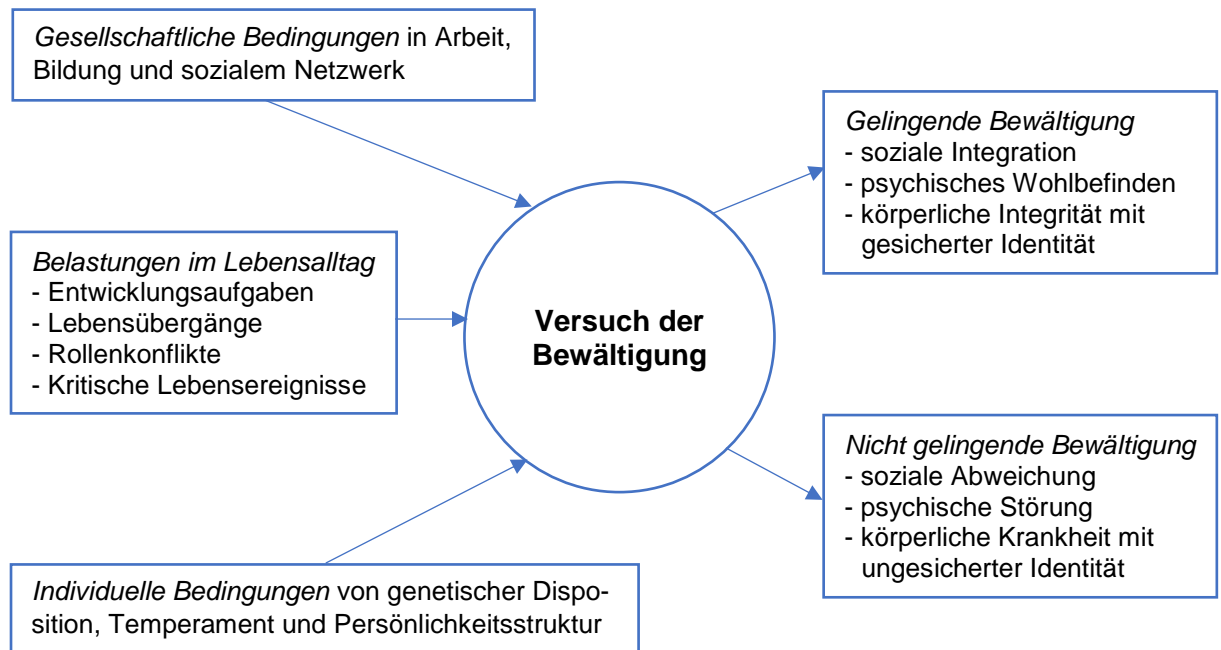 Gesellschaftliche Bedingungen in Arbeit,
Bildung und sozialem Netzwerk
Belastungen im Lebensalltag
- Entwicklungsaufgaben
- Lebensübergänge
- Rollenkonflikte
- Kritische Lebensereignisse
Individuelle Bedingungen von genetischer Dispo-
sition, Temperament und Persönlichkeitsstruktur
Versuch der
Bewältigung
Gelingende Bewältigung
- soziale Integration
- psychisches Wohlbefinden
- körperliche Integrität mit
gesicherter Identität
Nicht gelingende Bewältigung
- soziale Abweichung
- psychische Störung
- körperliche Krankheit mit
ungesicherter Identität